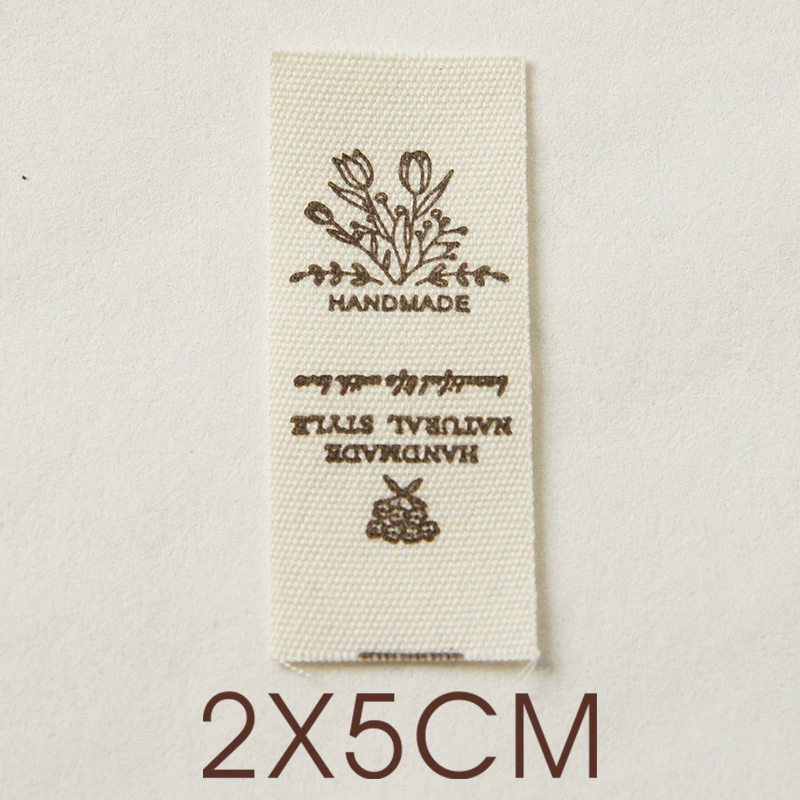 HANDMADE
beautiful life with love
NATURAL STYLE
HANDMADE
2X5CM